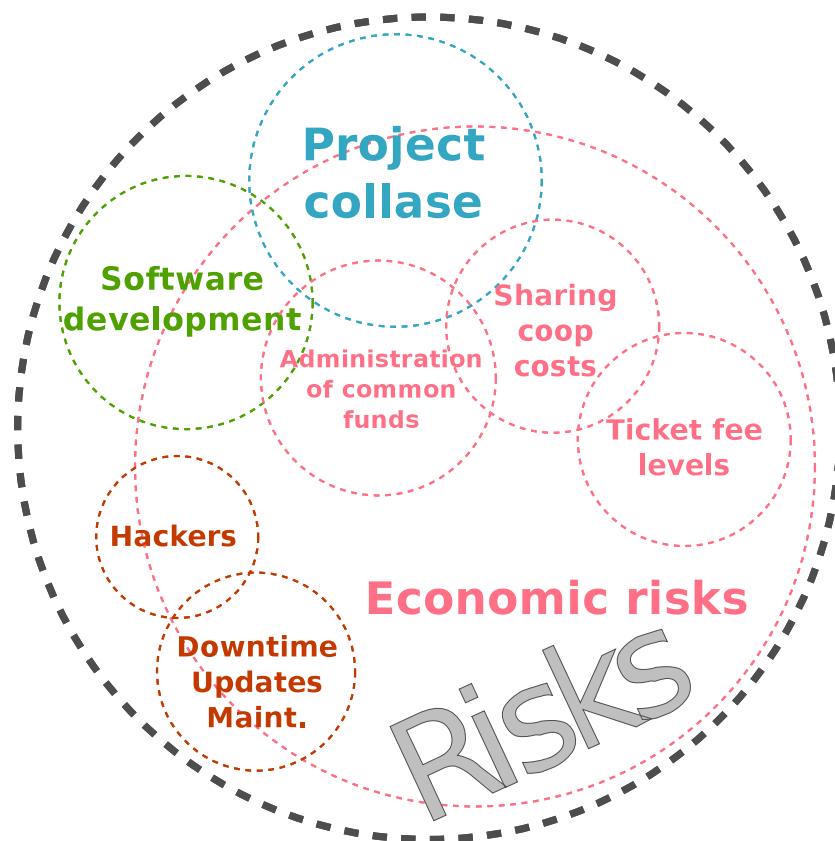 Project
collase
Software
development
Sharing
coop
costs
Administration
of common
funds
Ticket fee
levels
Hackers
Economic risks
Downtime
Updates
Maint.
Risks